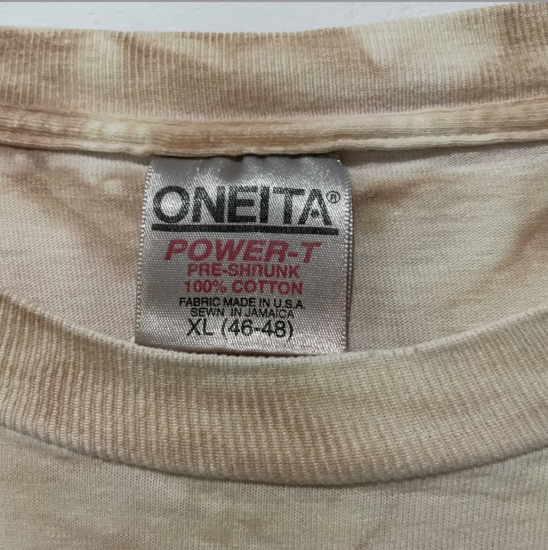 ONEITA®
POWER-T
PRE-SHRUNK
100% COTTON
FABRIC MADE IN U.S.A.
SEWN IN JAMAICA
XL (46-48)